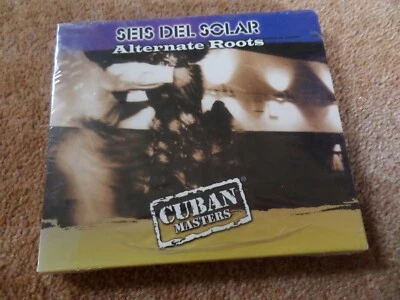 SEIS DEL SOLAR
Alternate Roots
CUBAN
MASTERS